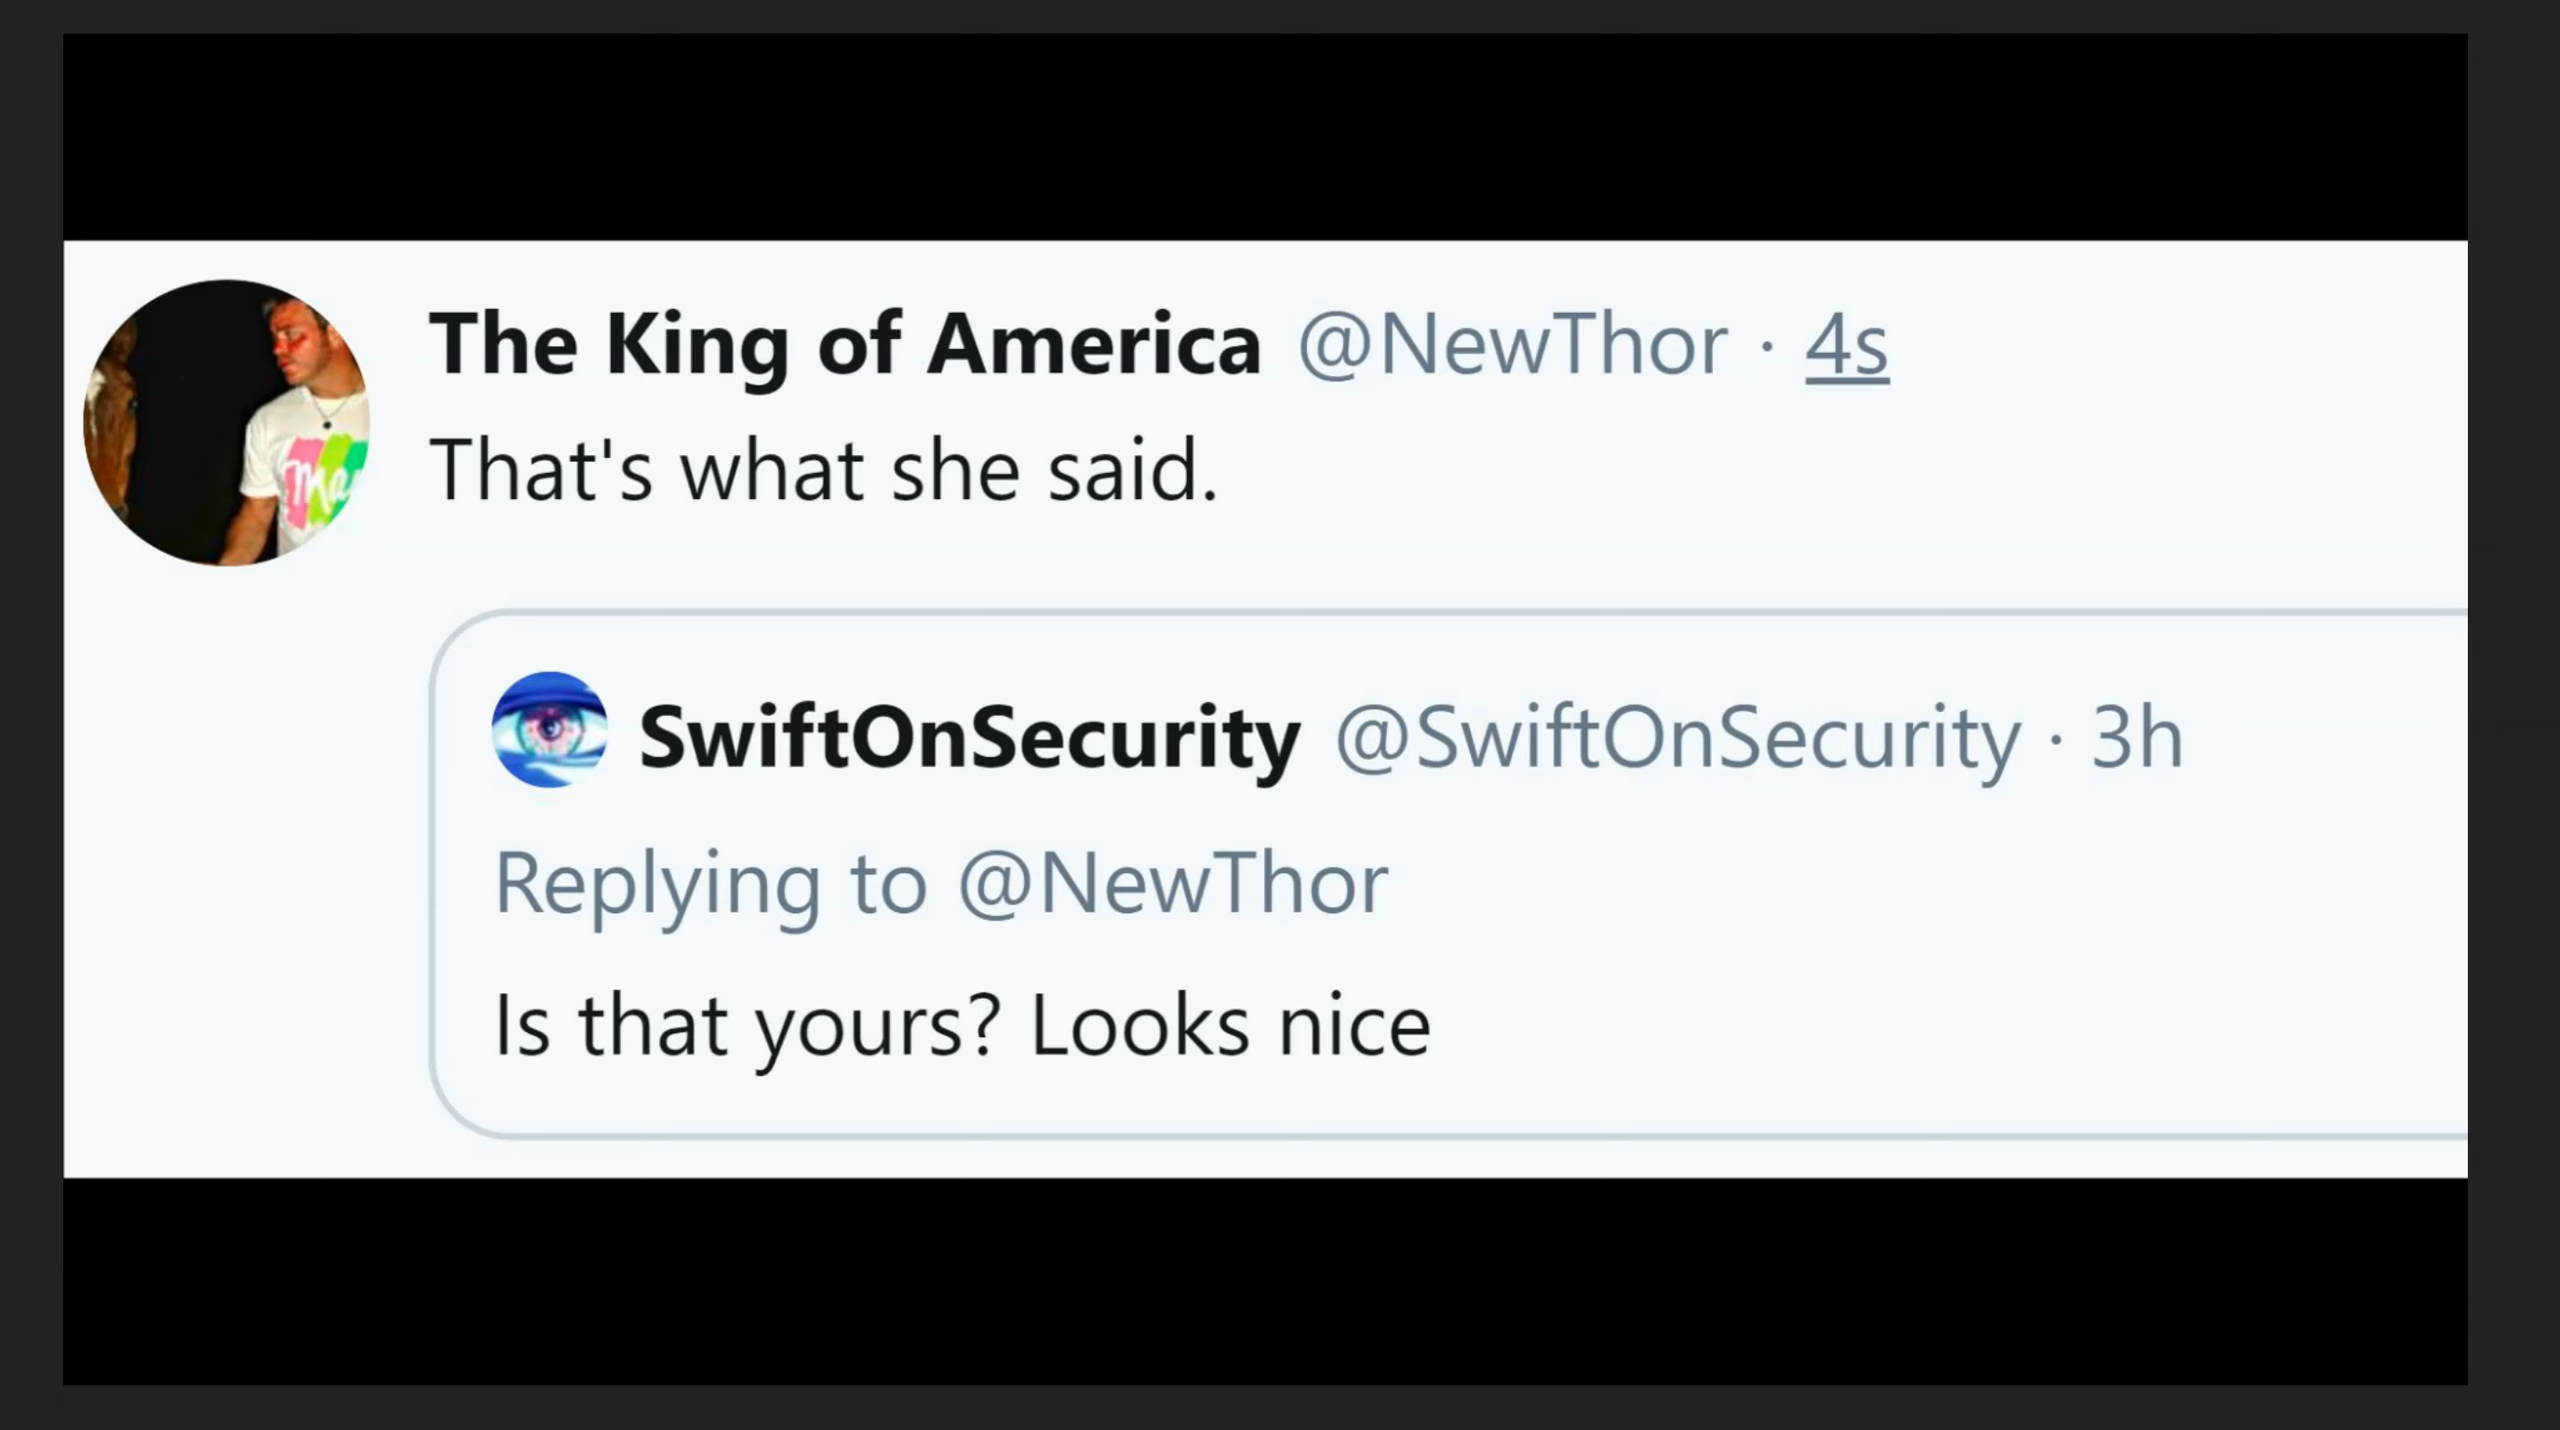 The King of America @NewThor · 4s
That's what she said.
SwiftOnSecurity @SwiftOnSecurity · 3h
Replying to @NewThor
Is that yours? Looks nice